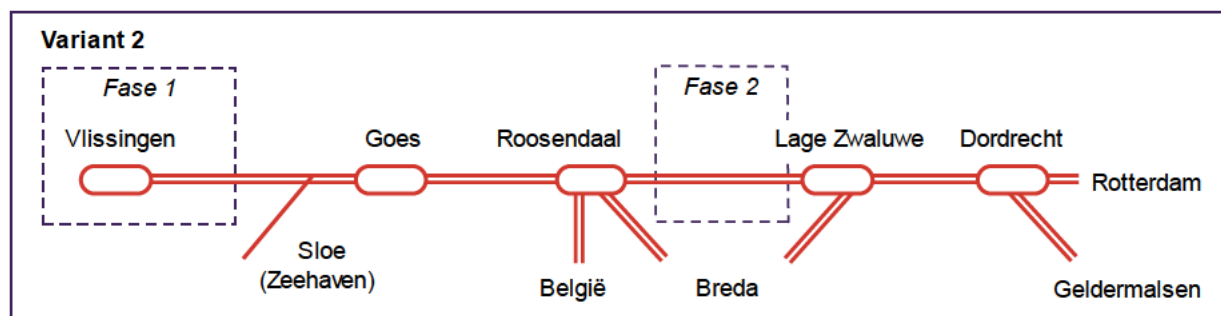 Variant 2
Fase 1
Fase 2
Vlissingen
Goes
Roosendaal
Lage Zwaluwe
Dordrecht
Rotterdam
Sloe
(Zeehaven)
België
Breda
Geldermalsen